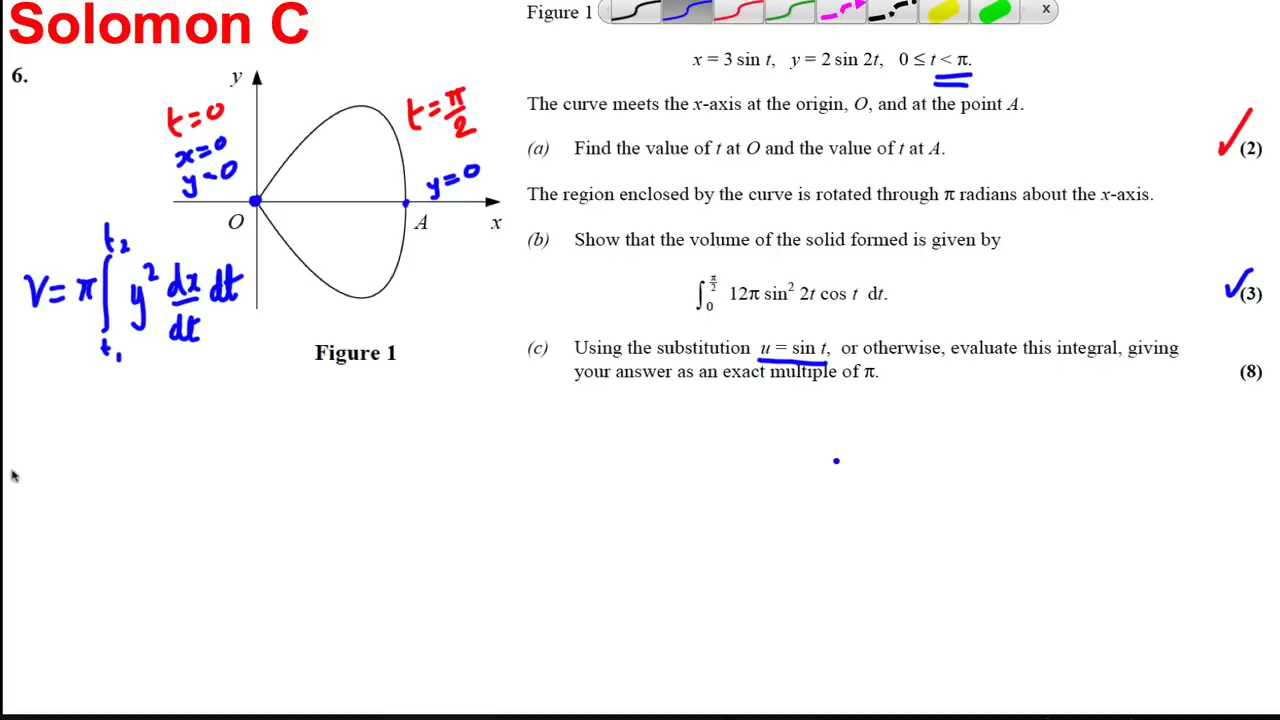 Solomon C
Figure 1
x
6.
y
x = 3 sin t, y = 2 sin 2t, 0 ≤ t < π.
t=0
t=π/2
The curve meets the x-axis at the origin, O, and at the point A.
x=0
y=0
y=0
(a) Find the value of t at O and the value of t at A. (2)
The region enclosed by the curve is rotated through π radians about the x-axis.
O A x
(b) Show that the volume of the solid formed is given by
V = π ∫ t₁ t₂ y² dx/dt dt
∫ 0 π/2 12π sin² 2t cos t dt. (3)
Figure 1
(c) Using the substitution u = sin t, or otherwise, evaluate this integral, giving
your answer as an exact multiple of π. (8)